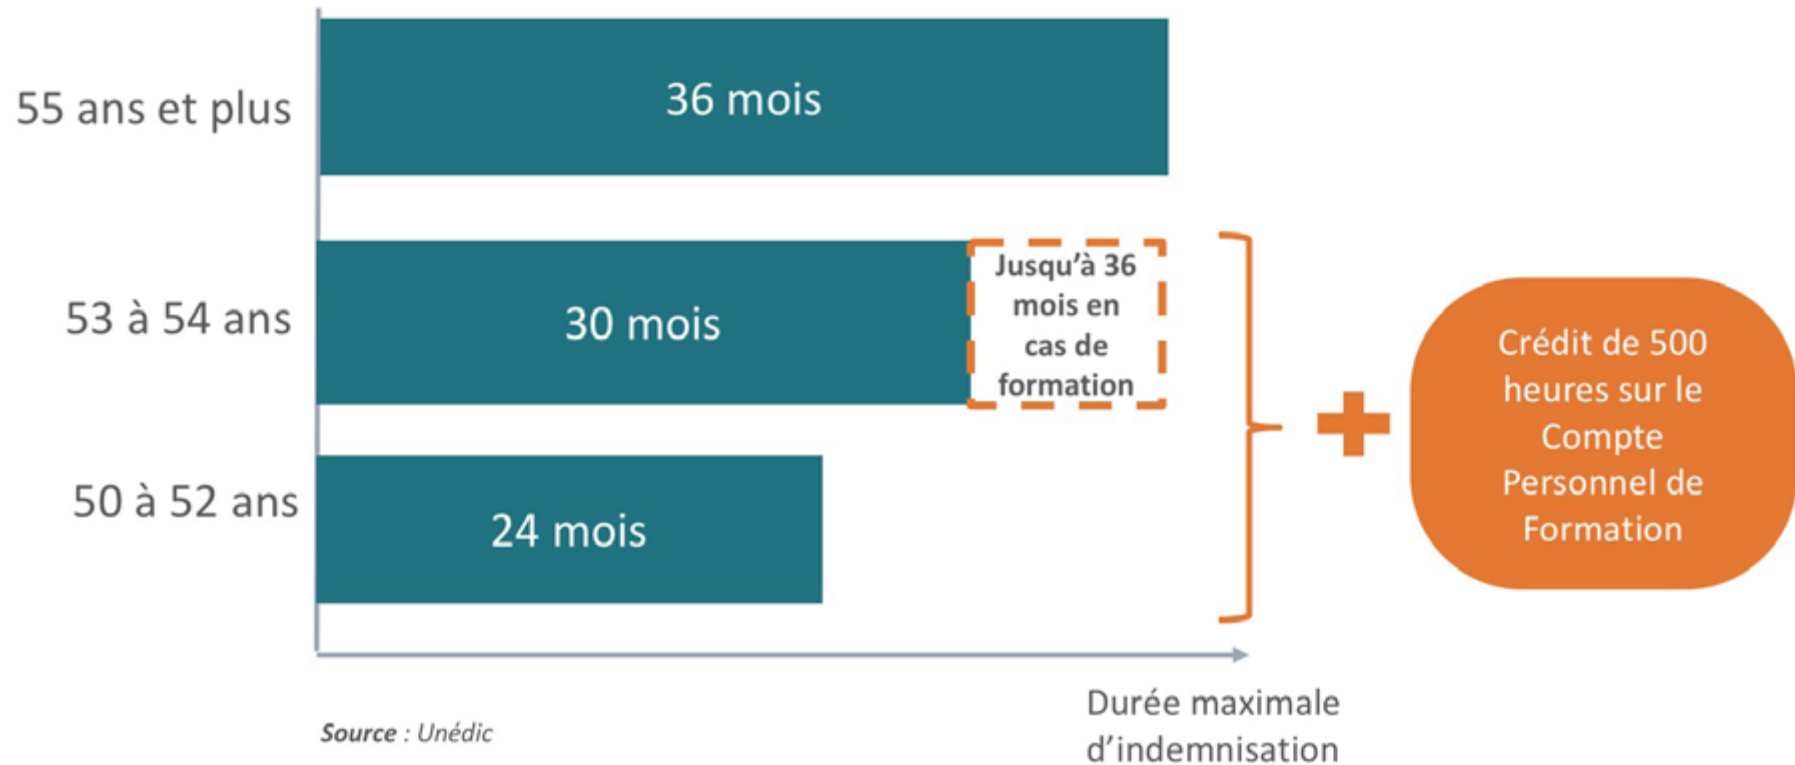 55 ans et plus
36 mois
53 à 54 ans
30 mois
Jusqu’à 36
mois en
cas de
formation
50 à 52 ans
24 mois
Crédit de 500
heures sur le
Compte
Personnel de
Formation
Durée maximale
d’indemnisation
Source : Unédic